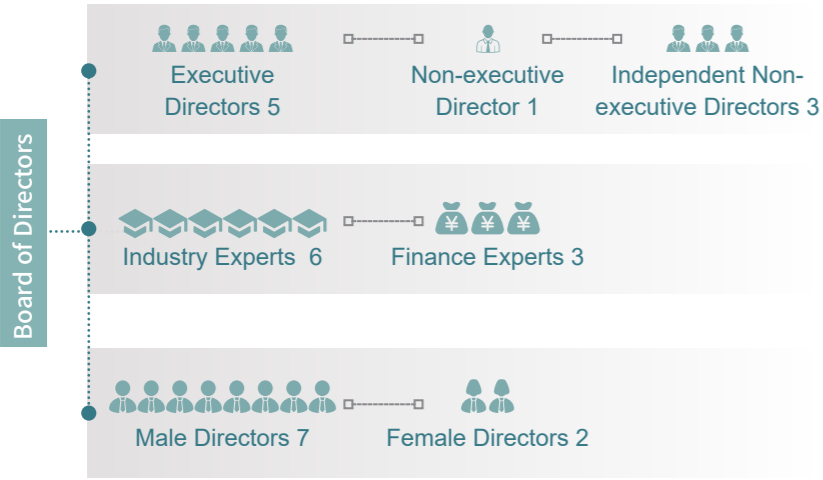 Board of Directors
Executive
Directors 5
Non-executive
Director 1
Independent Non-
executive Directors 3
Industry Experts 6
¥ ¥ ¥
Finance Experts 3
Male Directors 7
Female Directors 2